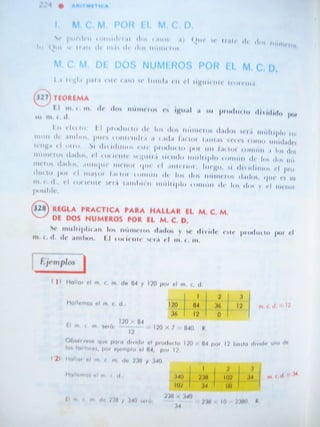 224 ● ARITMETICA
I. M. C. M. POR EL M. C. D.
Se pueden considerar dos casos: a) Que se trate de dos números.
b) Que se trate de más de dos números.
M. C. M. DE DOS NUMEROS POR EL M. C. D.
La regla para este caso se funda en el siguiente teorema.
327 TEOREMA
El m. c. m. de dos números es igual a su producto dividido por
su m. c. d.
En efecto: El producto de los dos números dados será múltiplo co-
mún de ambos, pues contendrá a cada factor tantas veces como unidades
tenga el otro. Si dividimos este producto por un factor común a los dos
números dados, el cociente seguirá siendo múltiplo común de los dos nú-
meros dados, aunque menor que el anterior; luego, si dividimos el pro-
ducto por el mayor factor común de los dos números dados, que es su
m. c. d., el cociente será también múltiplo común de los dos y el menor
posible.
328 REGLA PRACTICA PARA HALLAR EL M. C. M.
DE DOS NUMEROS POR EL M. C. D.
Se multiplican los números dados y se divide este producto por el
m. c. d. de ambos. El cociente será el m. c. m.
Ejemplos
(1) Hallar el m. c. m. de 84 y 120 por el m. c. d.
1 2 3
Hallemos el m. c. d.: 120 84 36 12 m. c. d. = 12
36 12 0
120 × 84
El m. c. m. será: = 120 × 7 = 840. R.
12
Obsérvese que para dividir el producto 120 × 84 por 12 basta dividir uno de
los factores, por ejemplo el 84, por 12.
(2) Hallar el m. c. m. de 238 y 340.
1 2 3
Hallemos el m. c. d.: 340 238 102 34 m. c. d. = 34
102 34 00
238 × 340
El m. c. m. de 238 y 340 será: = 238 × 10 = 2380. R.
34